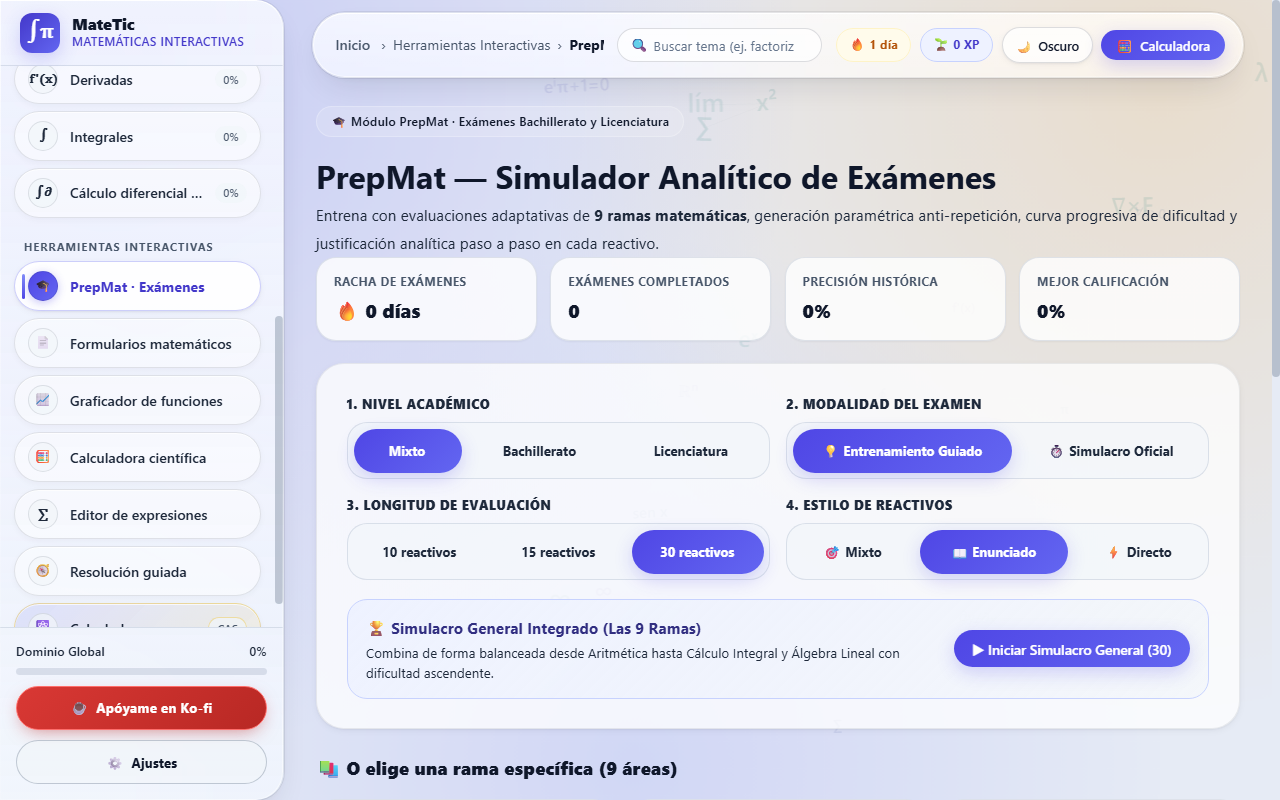 ∫π
MateTic
MATEMÁTICAS INTERACTIVAS
f'(x) Derivadas 0%
∫ Integrales 0%
∫∂ Cálculo diferencial ... 0%
HERRAMIENTAS INTERACTIVAS
PrepMat · Exámenes
Formularios matemáticos
Graficador de funciones
Calculadora científica
Σ Editor de expresiones
Resolución guiada
Dominio Global 0%
Apóyame en Ko-fi
Ajustes
Inicio › Herramientas Interactivas ›
Buscar tema (ej. factoriz
1 día
0 XP
Oscuro
Calculadora
e^iπ+1=0
lím
x²
∑
λ
∇×F
Módulo PrepMat · Exámenes Bachillerato y Licenciatura
PrepMat — Simulador Analítico de Exámenes
Entrena con evaluaciones adaptativas de 9 ramas matemáticas, generación paramétrica anti-repetición, curva progresiva de dificultad y
justificación analítica paso a paso en cada reactivo.
RACHA DE EXÁMENES
0 días
EXÁMENES COMPLETADOS
0
PRECISIÓN HISTÓRICA
0%
MEJOR CALIFICACIÓN
0%
1. NIVEL ACADÉMICO
Mixto Bachillerato Licenciatura
2. MODALIDAD DEL EXAMEN
Entrenamiento Guiado Simulacro Oficial
3. LONGITUD DE EVALUACIÓN
10 reactivos 15 reactivos 30 reactivos
4. ESTILO DE REACTIVOS
Mixto Enunciado Directo
Simulacro General Integrado (Las 9 Ramas)
Combina de forma balanceada desde Aritmética hasta Cálculo Integral y Álgebra Lineal con
dificultad ascendente.
▶ Iniciar Simulacro General (30)
O elige una rama específica (9 áreas)